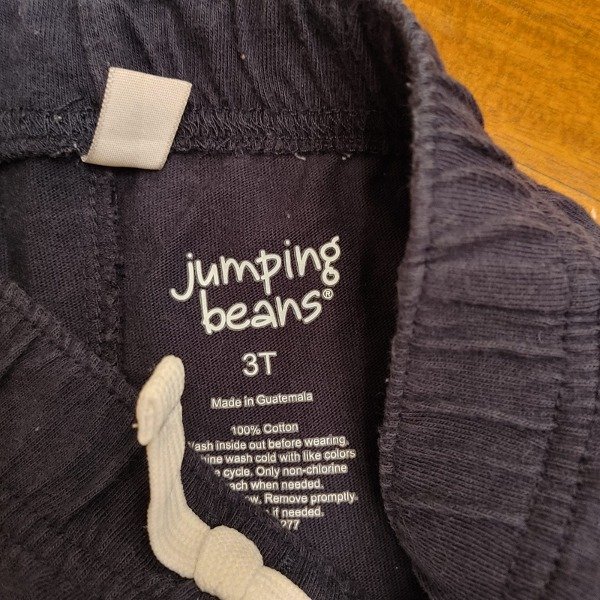 jumping
beans®
3T
Made in Guatemala
100% Cotton
inside out before wearing,
wash cold with like colors
cycle. Only non-chlorine
when needed.
Remove promptly.
if needed.
277